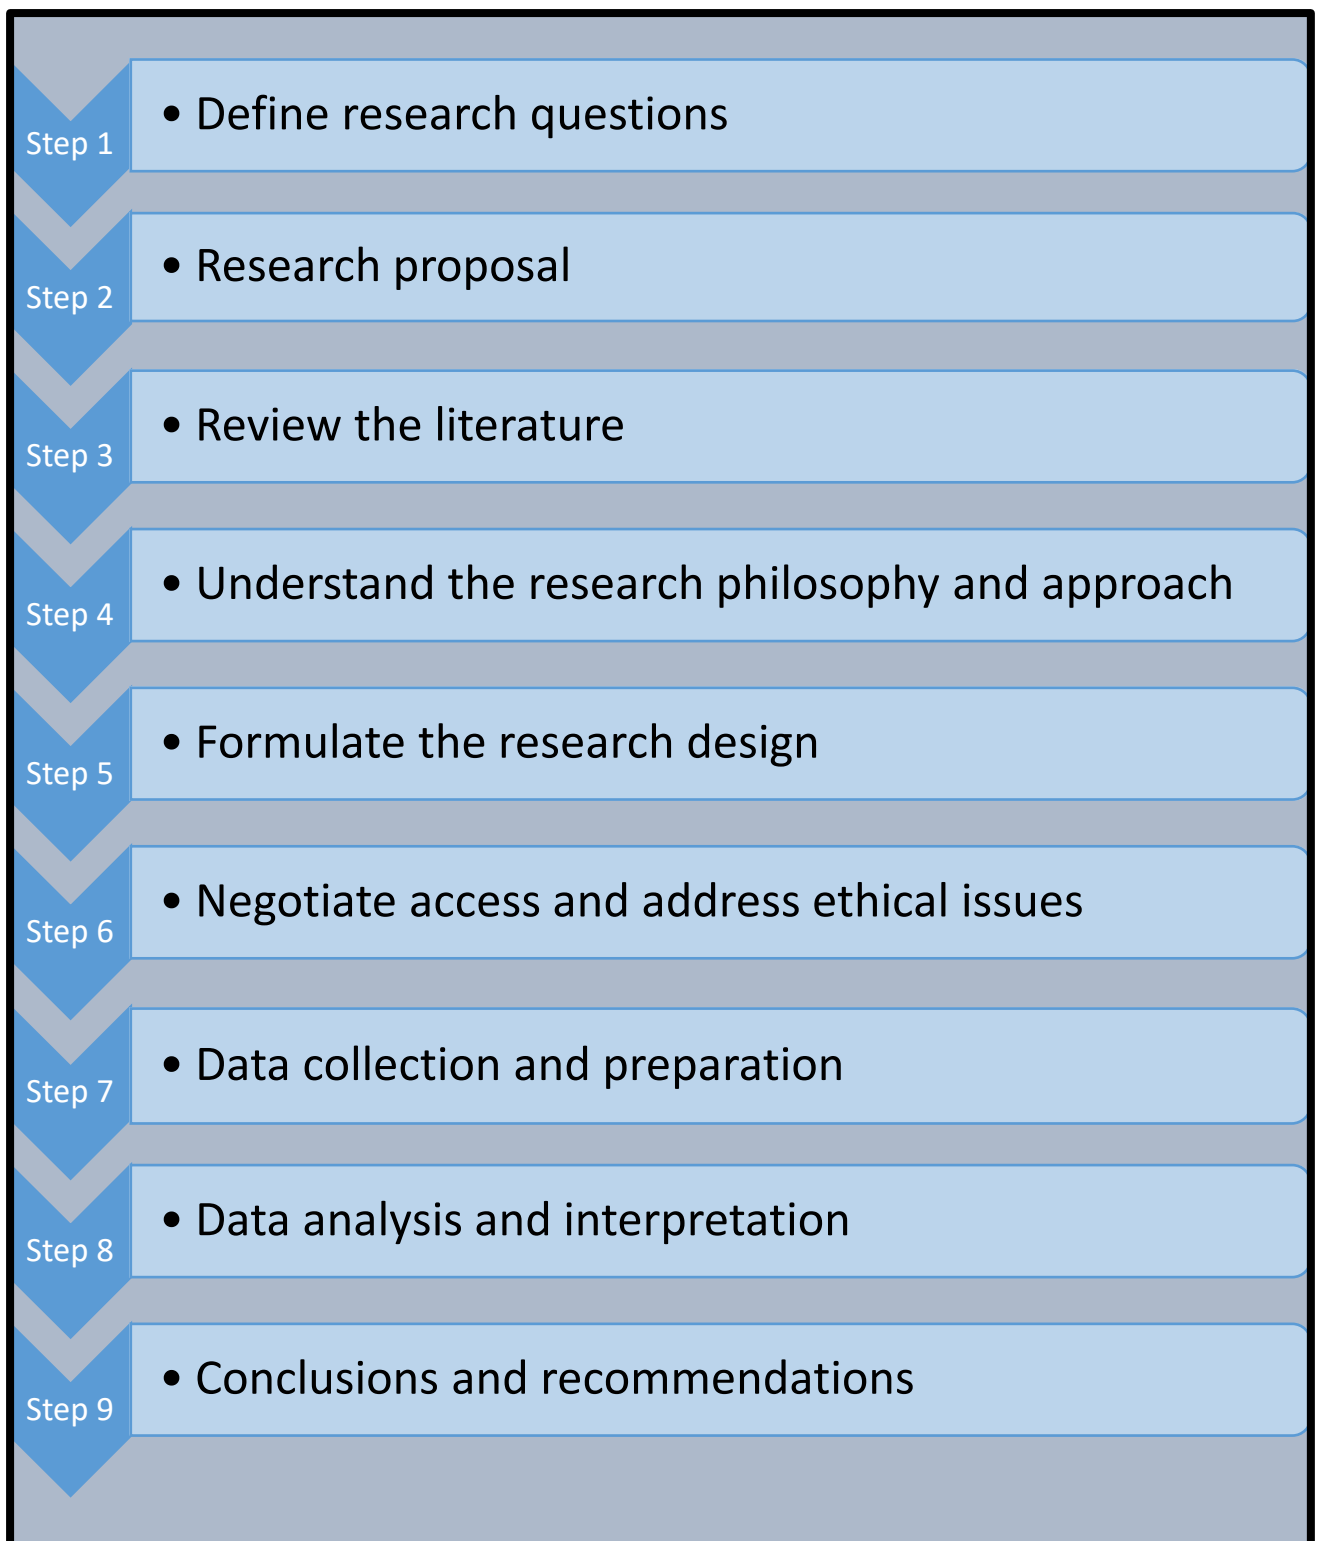 Step 1
• Define research questions
Step 2
• Research proposal
Step 3
• Review the literature
Step 4
• Understand the research philosophy and approach
Step 5
• Formulate the research design
Step 6
• Negotiate access and address ethical issues
Step 7
• Data collection and preparation
Step 8
• Data analysis and interpretation
Step 9
• Conclusions and recommendations